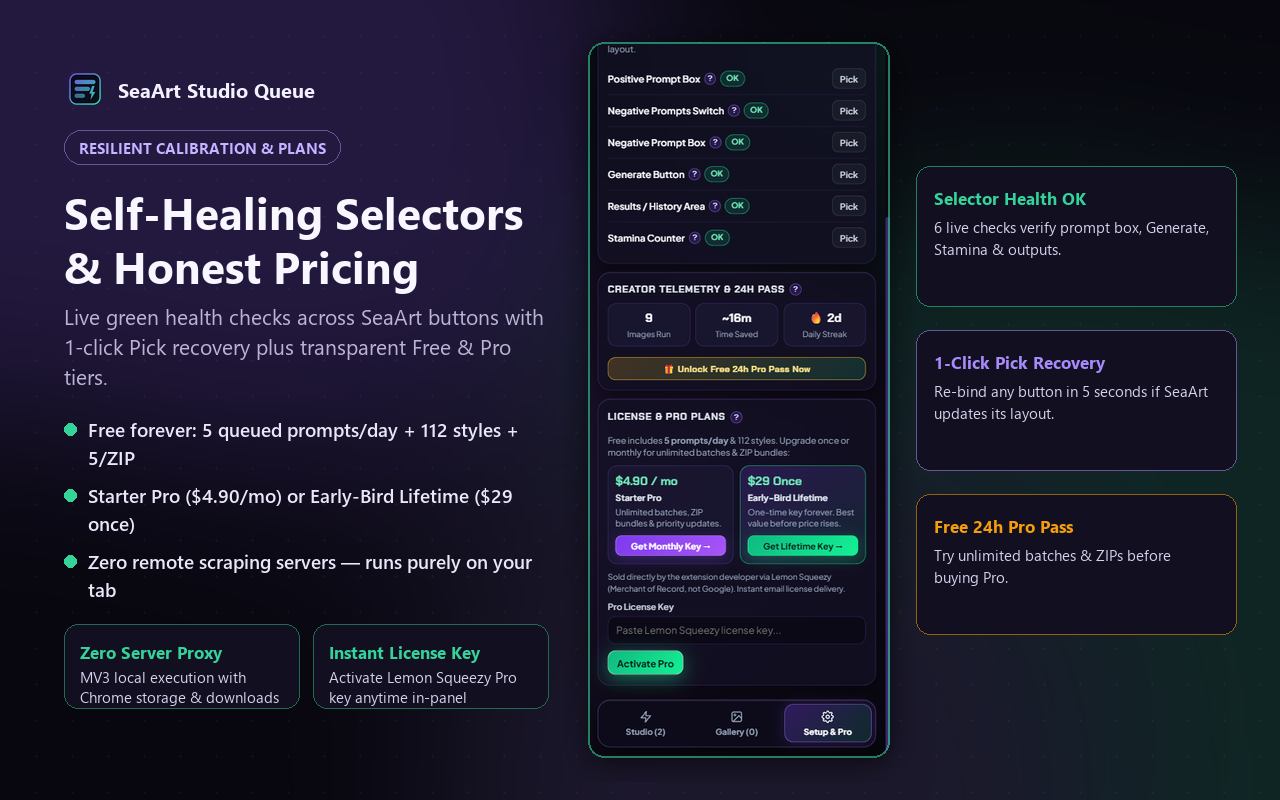 SeaArt Studio Queue
RESILIENT CALIBRATION & PLANS
Self-Healing Selectors
& Honest Pricing
Live green health checks across SeaArt buttons with
1-click Pick recovery plus transparent Free & Pro
tiers.
Free forever: 5 queued prompts/day + 112 styles +
5/ZIP
Starter Pro ($4.90/mo) or Early-Bird Lifetime ($29
once)
Zero remote scraping servers — runs purely on your
tab
Zero Server Proxy
MV3 local execution with
Chrome storage & downloads
Instant License Key
Activate Lemon Squeezy Pro
key anytime in-panel
layout.
Positive Prompt Box ? OK Pick
Negative Prompts Switch ? OK Pick
Negative Prompt Box ? OK Pick
Generate Button ? OK Pick
Results / History Area ? OK Pick
Stamina Counter ? OK Pick
CREATOR TELEMETRY & 24H PASS ?
9 ~16m 🔥 2d
Images Run Time Saved Daily Streak
🎁 Unlock Free 24h Pro Pass Now
LICENSE & PRO PLANS ?
Free includes 5 prompts/day & 112 styles. Upgrade once or
monthly for unlimited batches & ZIP bundles:
$4.90 / mo
Starter Pro
Unlimited batches, ZIP
bundles & priority updates.
Get Monthly Key →
$29 Once
Early-Bird Lifetime
One-time key forever. Best
value before price rises.
Get Lifetime Key →
Sold directly by the extension developer via Lemon Squeezy
(Merchant of Record, not Google). Instant email license delivery.
Pro License Key
Paste Lemon Squeezy license key...
Activate Pro
Studio (2) Gallery (0) Setup & Pro
Selector Health OK
6 live checks verify prompt box, Generate,
Stamina & outputs.
1-Click Pick Recovery
Re-bind any button in 5 seconds if SeaArt
updates its layout.
Free 24h Pro Pass
Try unlimited batches & ZIPs before
buying Pro.